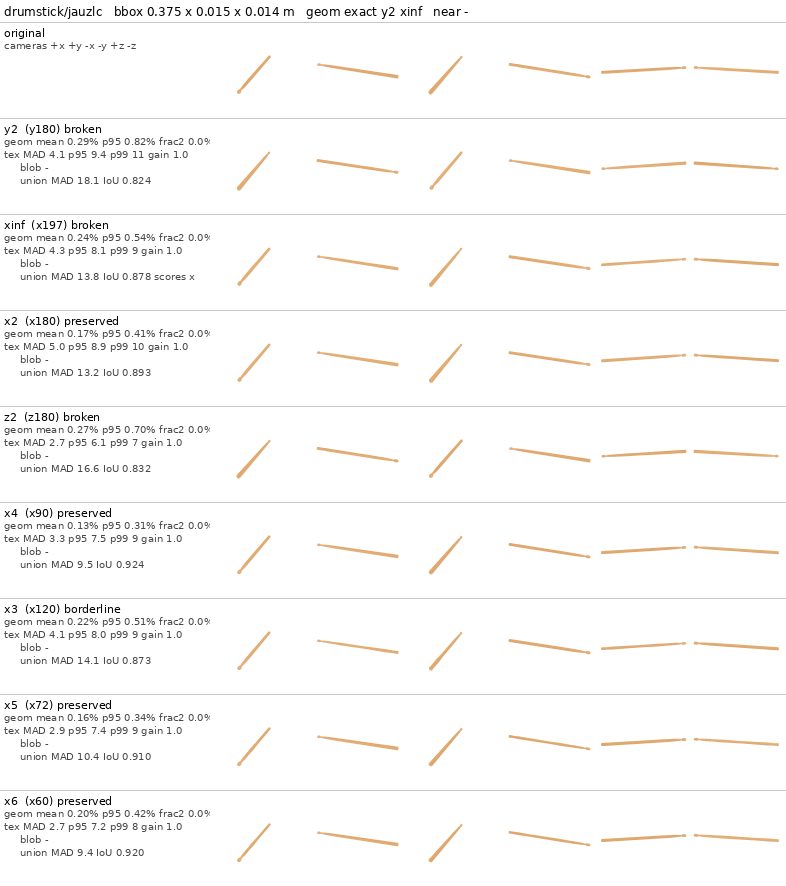 drumstick/jauzlc   bbox 0.375 x 0.015 x 0.014 m   geom exact y2 xinf   near -
original
cameras +x +y -x -y +z -z
y2  (y180) broken
geom mean 0.29% p95 0.82% frac2 0.0%
tex MAD 4.1 p95 9.4 p99 11 gain 1.0
blob -
union MAD 18.1 IoU 0.824
xinf  (x197) broken
geom mean 0.24% p95 0.54% frac2 0.0%
tex MAD 4.3 p95 8.1 p99 9 gain 1.0
blob -
union MAD 13.8 IoU 0.878 scores x
x2  (x180) preserved
geom mean 0.17% p95 0.41% frac2 0.0%
tex MAD 5.0 p95 8.9 p99 10 gain 1.0
blob -
union MAD 13.2 IoU 0.893
z2  (z180) broken
geom mean 0.27% p95 0.70% frac2 0.0%
tex MAD 2.7 p95 6.1 p99 7 gain 1.0
blob -
union MAD 16.6 IoU 0.832
x4  (x90) preserved
geom mean 0.13% p95 0.31% frac2 0.0%
tex MAD 3.3 p95 7.5 p99 9 gain 1.0
blob -
union MAD 9.5 IoU 0.924
x3  (x120) borderline
geom mean 0.22% p95 0.51% frac2 0.0%
tex MAD 4.1 p95 8.0 p99 9 gain 1.0
blob -
union MAD 14.1 IoU 0.873
x5  (x72) preserved
geom mean 0.16% p95 0.34% frac2 0.0%
tex MAD 2.9 p95 7.4 p99 9 gain 1.0
blob -
union MAD 10.4 IoU 0.910
x6  (x60) preserved
geom mean 0.20% p95 0.42% frac2 0.0%
tex MAD 2.7 p95 7.2 p99 8 gain 1.0
blob -
union MAD 9.4 IoU 0.920